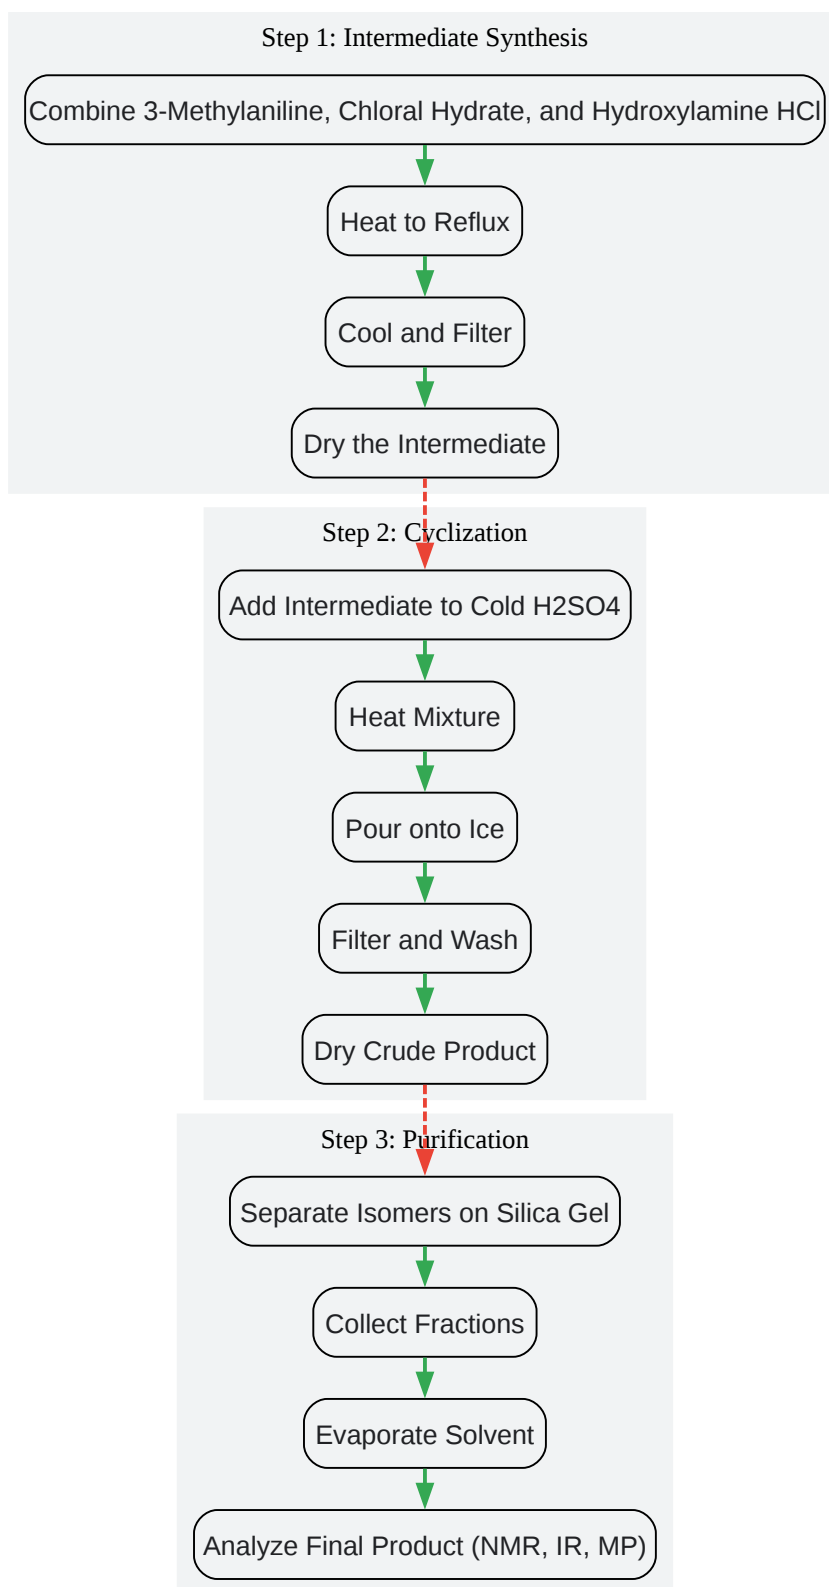 Step 1: Intermediate Synthesis
Combine 3-Methylaniline, Chloral Hydrate, and Hydroxylamine HCl
Heat to Reflux
Cool and Filter
Dry the Intermediate
Step 2: Cyclization
Add Intermediate to Cold H2SO4
Heat Mixture
Pour onto Ice
Filter and Wash
Dry Crude Product
Step 3: Purification
Separate Isomers on Silica Gel
Collect Fractions
Evaporate Solvent
Analyze Final Product (NMR, IR, MP)